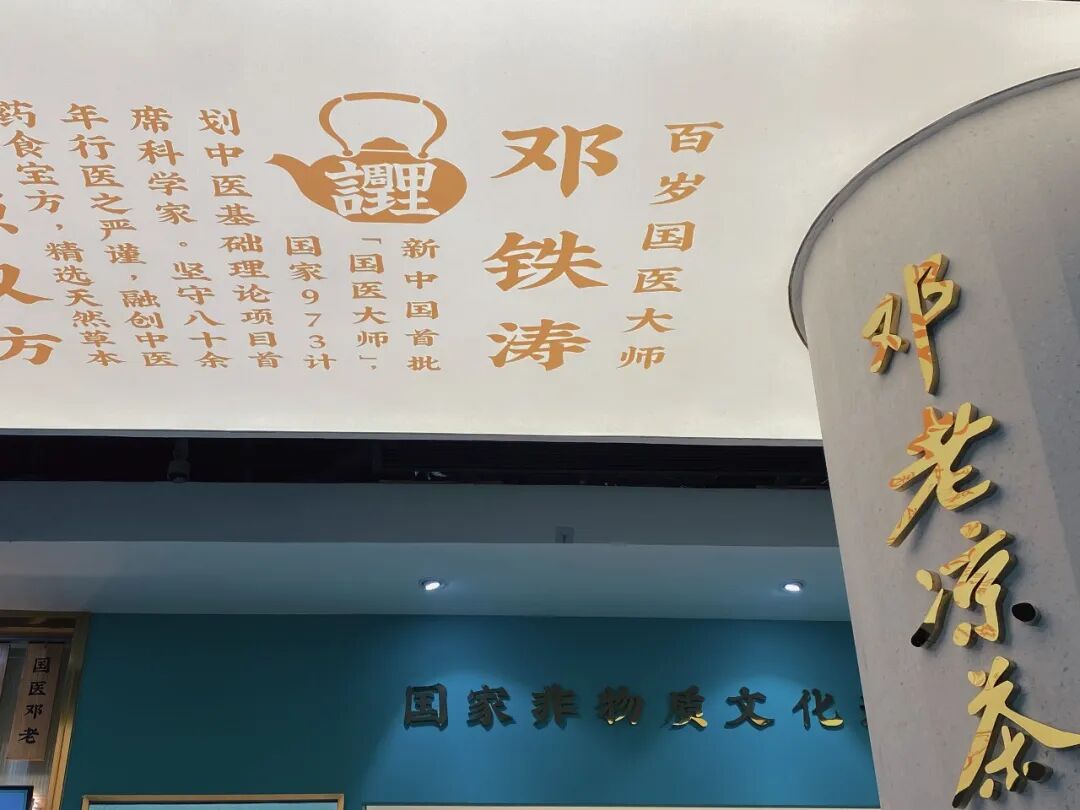 百岁国医大师
邓铁涛
調理
新中国首批
「国医大师」,
国家973计
划中医基础理论项目首
席科学家。坚守八十余
年行医之严谨,融创中医
药食宝方,精选天然草本
方
邓老凉茶
国家非物质文化
国医邓老